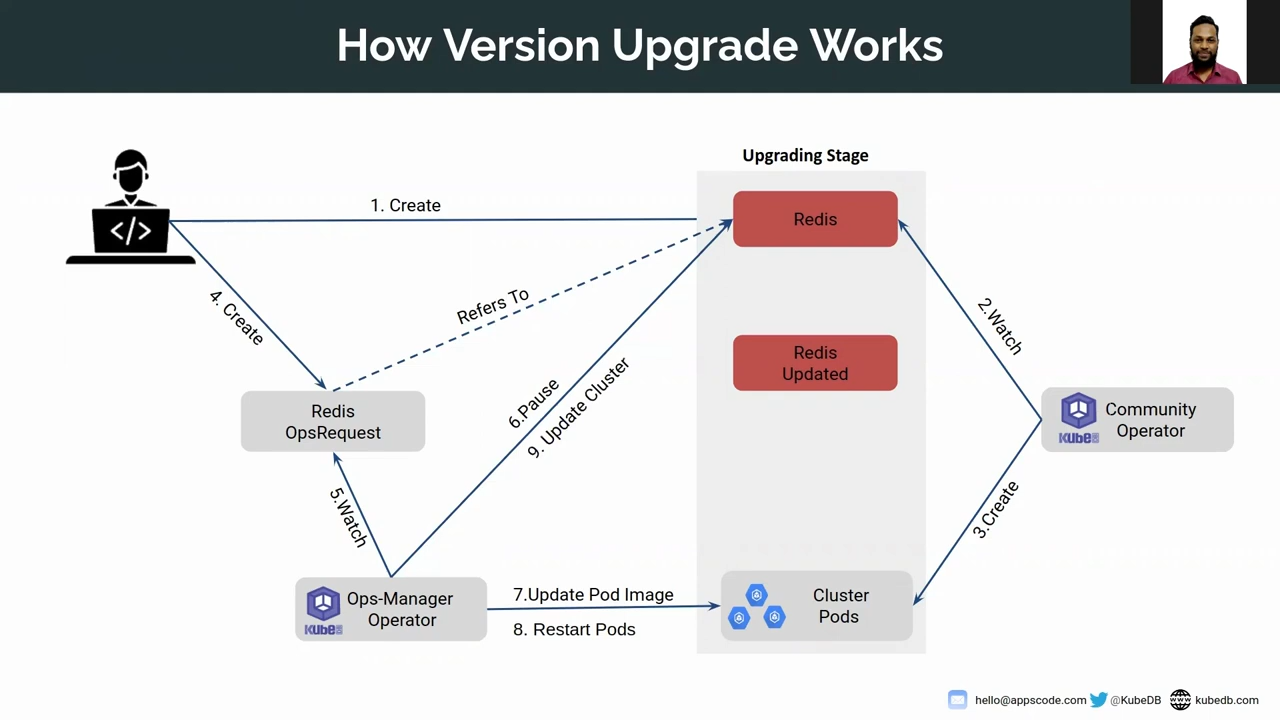 How Version Upgrade Works
Upgrading Stage
1. Create
Redis
4. Create
Refers To
2.Watch
Redis
Updated
6.Pause
9. Update Cluster
Redis
OpsRequest
Community
Operator
5.Watch
3.Create
Ops-Manager
Operator
7.Update Pod Image
8. Restart Pods
Cluster
Pods
hello@appscode.com @KubeDB kubedb.com